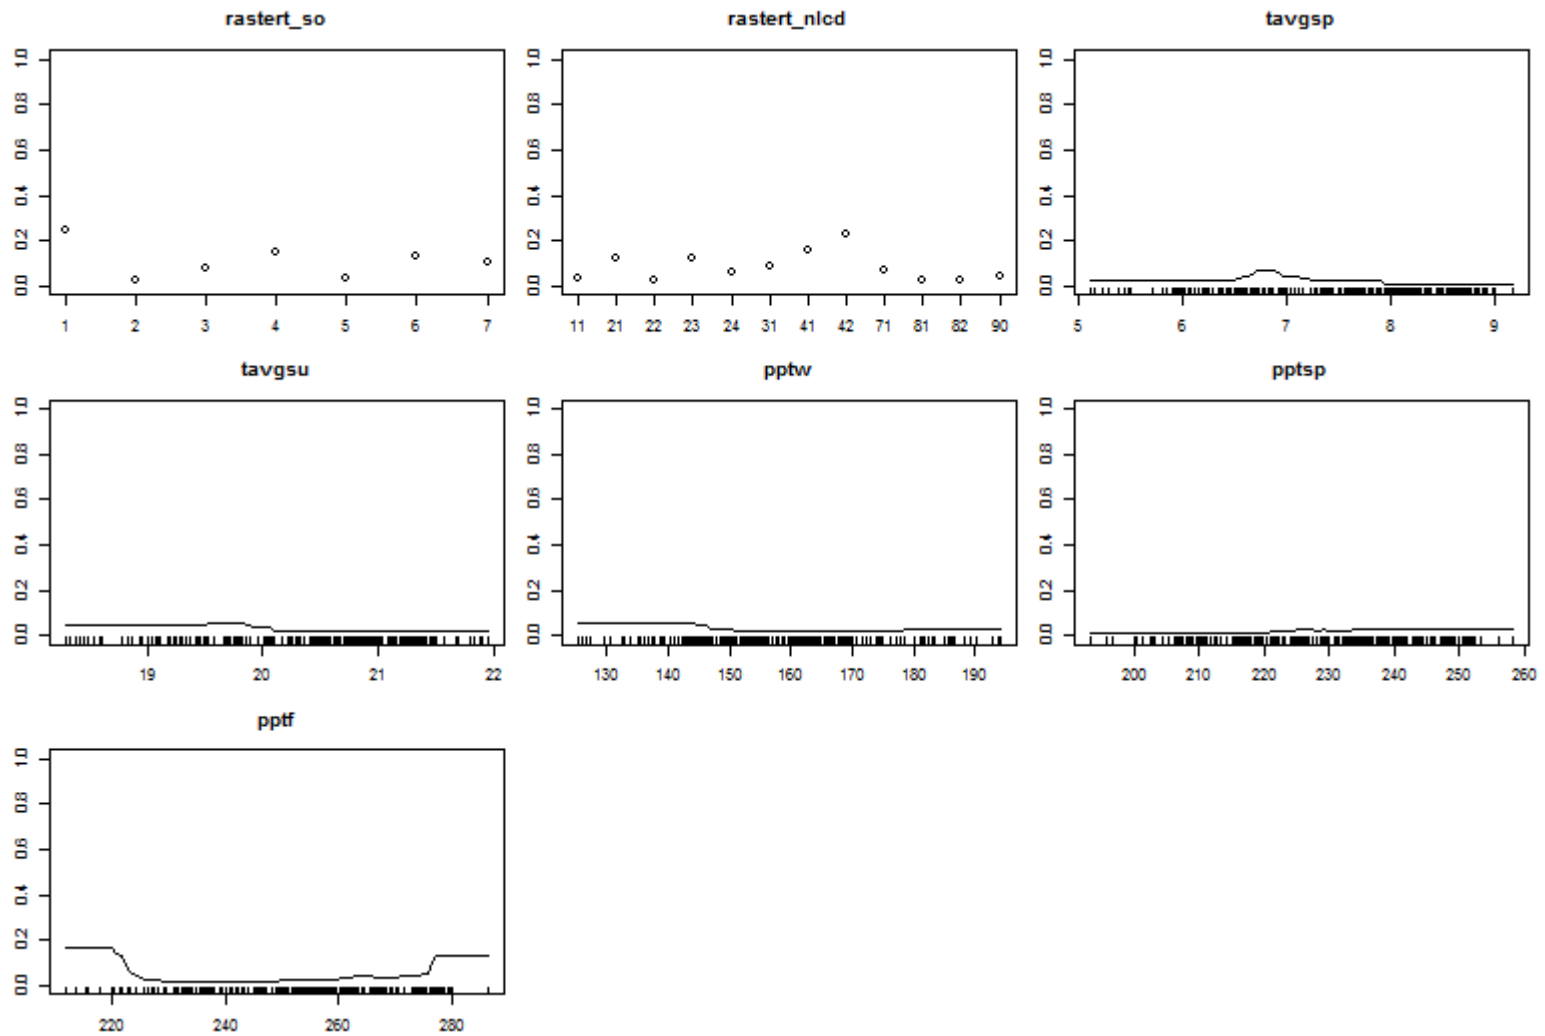 rastert_so rastert_nlcd tavgsp
0.0 0.2 0.4 0.6 0.8 1.0 0.0 0.2 0.4 0.6 0.8 1.0 0.0 0.2 0.4 0.6 0.8 1.0
1 2 3 4 5 6 7 11 21 22 23 24 31 41 42 71 81 82 90 5 6 7 8 9
tavgsu pptw pptsp
0.0 0.2 0.4 0.6 0.8 1.0 0.0 0.2 0.4 0.6 0.8 1.0 0.0 0.2 0.4 0.6 0.8 1.0
19 20 21 22 130 140 150 160 170 180 190 200 210 220 230 240 250 260
pptf
0.0 0.2 0.4 0.6 0.8 1.0
220 240 260 280